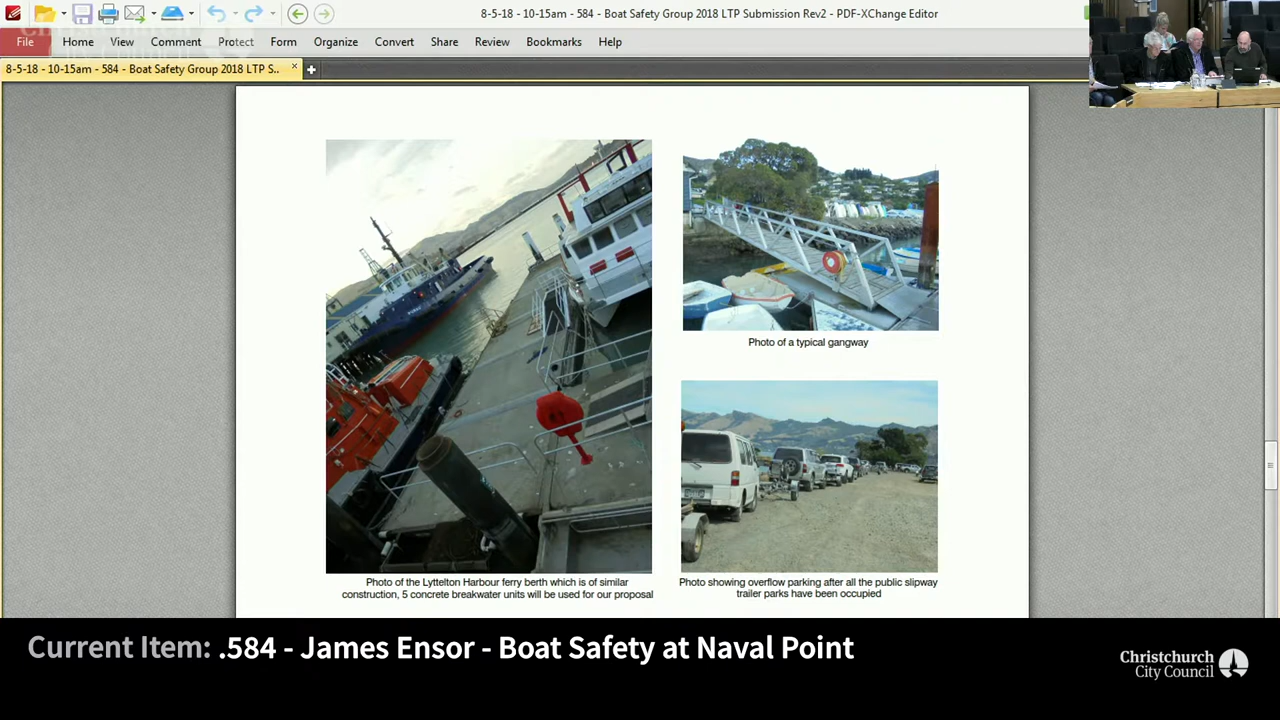 8-5-18 - 10-15am - 584 - Boat Safety Group 2018 LTP Submission Rev2 - PDF-XChange Editor
File Home View Comment Protect Form Organize Convert Share Review Bookmarks Help
Christchurch
City Council
8-5-18 - 10-15am - 584 - Boat Safety Group 2018 LTP S..
Photo of a typical gangway
Photo of the Lyttelton Harbour ferry berth which is of similar
construction, 5 concrete breakwater units will be used for our proposal
Photo showing overflow parking after all the public slipway
trailer parks have been occupied
Current Item: .584 - James Ensor - Boat Safety at Naval Point
Christchurch
City Council